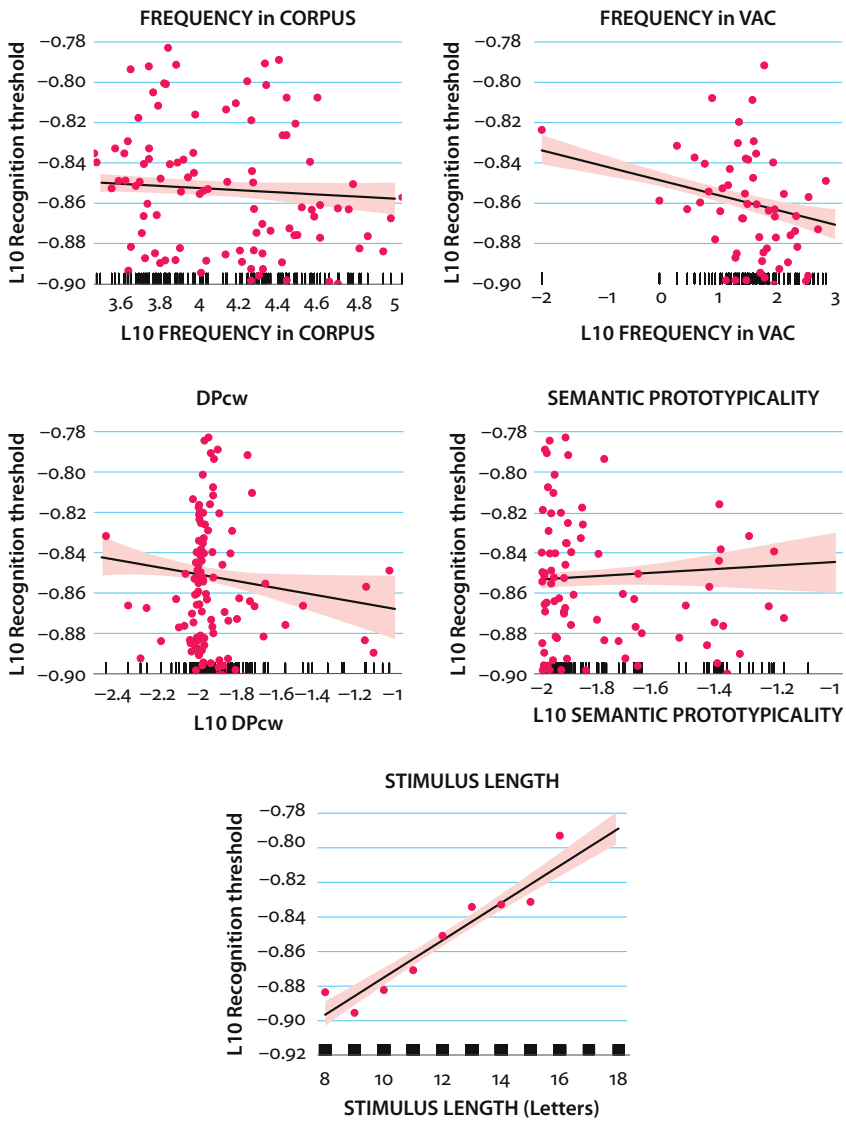 FREQUENCY in CORPUS
L10 Recognition threshold
−0.78
−0.80
−0.82
−0.84
−0.86
−0.88
−0.90
3.6 3.8 4 4.2 4.4 4.6 4.8 5
L10 FREQUENCY in CORPUS
FREQUENCY in VAC
L10 Recognition threshold
−0.78
−0.80
−0.82
−0.84
−0.86
−0.88
−0.90
−2 −1 0 1 2 3
L10 FREQUENCY in VAC
DPcw
L10 Recognition threshold
−0.78
−0.80
−0.82
−0.84
−0.86
−0.88
−0.90
−2.4 −2.2 −2 −1.8 −1.6 −1.4 −1.2 −1
L10 DPcw
SEMANTIC PROTOTYPICALITY
L10 Recognition threshold
−0.78
−0.80
−0.82
−0.84
−0.86
−0.88
−0.90
−2 −1.8 −1.6 −1.4 −1.2 −1
L10 SEMANTIC PROTOTYPICALITY
STIMULUS LENGTH
L10 Recognition threshold
−0.78
−0.80
−0.82
−0.84
−0.86
−0.88
−0.90
−0.92
8 10 12 14 16 18
STIMULUS LENGTH (Letters)